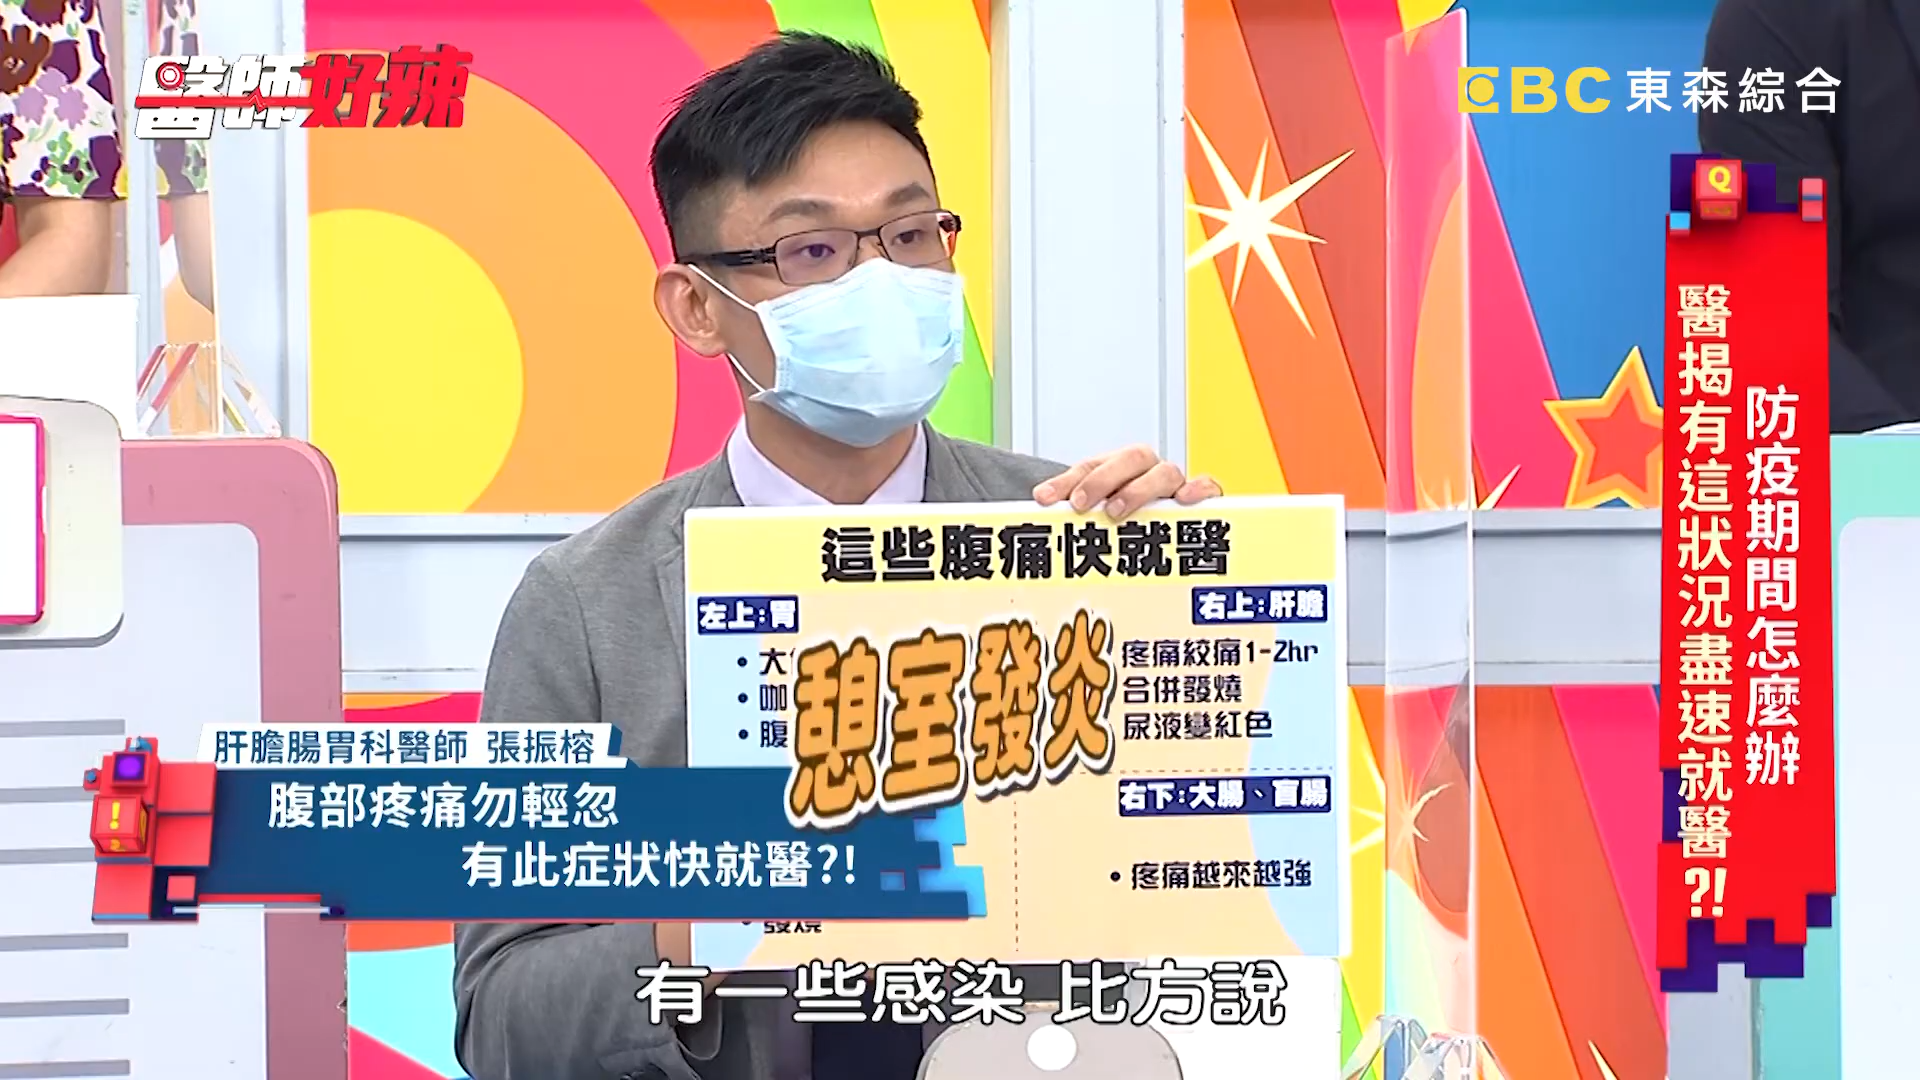 醫師好辣
EBC 東森綜合
Q
防疫期間怎麼辦
醫揭有這狀況盡速就醫?!
這些腹痛快就醫
左上:胃
•大
•咖
•腹
右上:肝膽
疼痛絞痛1-2hr
合併發燒
尿液變紅色
憩室發炎
右下:大腸、盲腸
•疼痛越來越強
•發燒
肝膽腸胃科醫師 張振榕
腹部疼痛勿輕忽
有此症狀快就醫?!
有一些感染 比方說